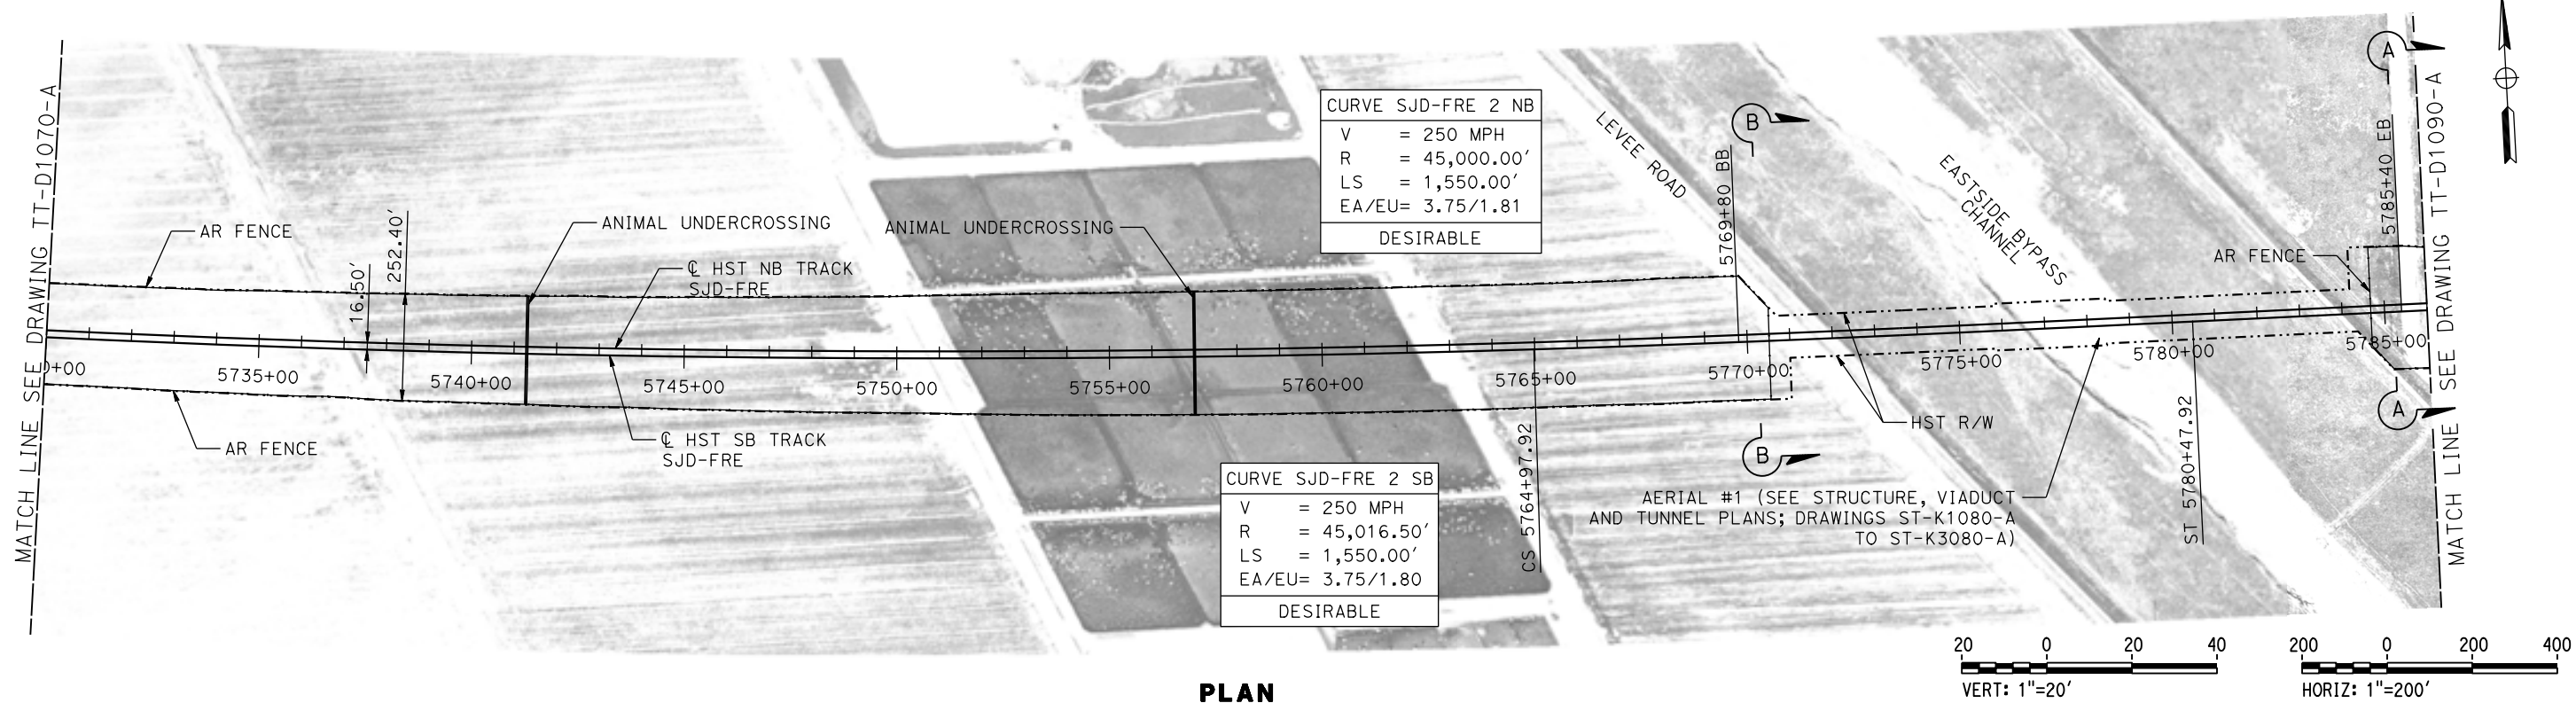 MATCH LINE SEE DRAWING TT-D1070-A
AR FENCE
16.50′
252.40′
ANIMAL UNDERCROSSING
℄ HST NB TRACK
SJD-FRE
ANIMAL UNDERCROSSING
CURVE SJD-FRE 2 NB
V = 250 MPH
R = 45,000.00′
LS = 1,550.00′
EA/EU= 3.75/1.81
DESIRABLE
LEVEE ROAD
5769+80 BB
B
EASTSIDE BYPASS
CHANNEL
AR FENCE
5785+40 EB
A
MATCH LINE SEE DRAWING TT-D1090-A
0+00
5735+00
5740+00
5745+00
5750+00
5755+00
5760+00
5765+00
5770+00
5775+00
5780+00
5785+00
AR FENCE
℄ HST SB TRACK
SJD-FRE
CURVE SJD-FRE 2 SB
V = 250 MPH
R = 45,016.50′
LS = 1,550.00′
EA/EU= 3.75/1.80
DESIRABLE
CS 5764+97.92
B
HST R/W
AERIAL #1 (SEE STRUCTURE, VIADUCT
AND TUNNEL PLANS; DRAWINGS ST-K1080-A
TO ST-K3080-A)
ST 5780+47.92
A
20 0 20 40
VERT: 1"=20′
200 0 200 400
HORIZ: 1"=200′
PLAN